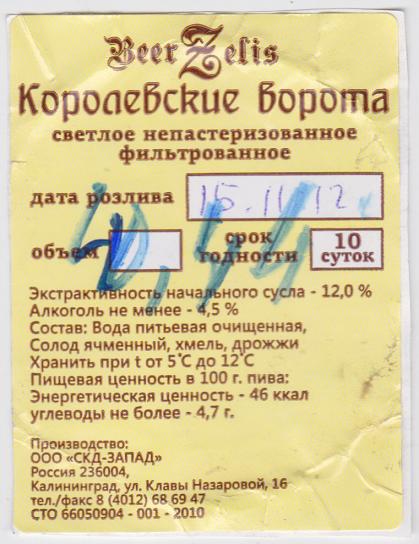 Beer Zelis
Королевские ворота
светлое непастеризованное
фильтрованное
дата розлива 15.11.12
объем срок годности 10 суток
Экстрактивность начального сусла - 12,0 %
Алкоголь не менее - 4,5 %
Состав: Вода питьевая очищенная,
Солод ячменный, хмель, дрожжи
Хранить при t от 5°С до 12°С
Пищевая ценность в 100 г. пива:
Энергетическая ценность - 46 ккал
углеводы не более - 4,7 г.
Производство:
ООО «СКД-ЗАПАД»
Россия 236004,
Калининград, ул. Клавы Назаровой, 16
тел./факс 8 (4012) 68 69 47
СТО 66050904 - 001 - 2010